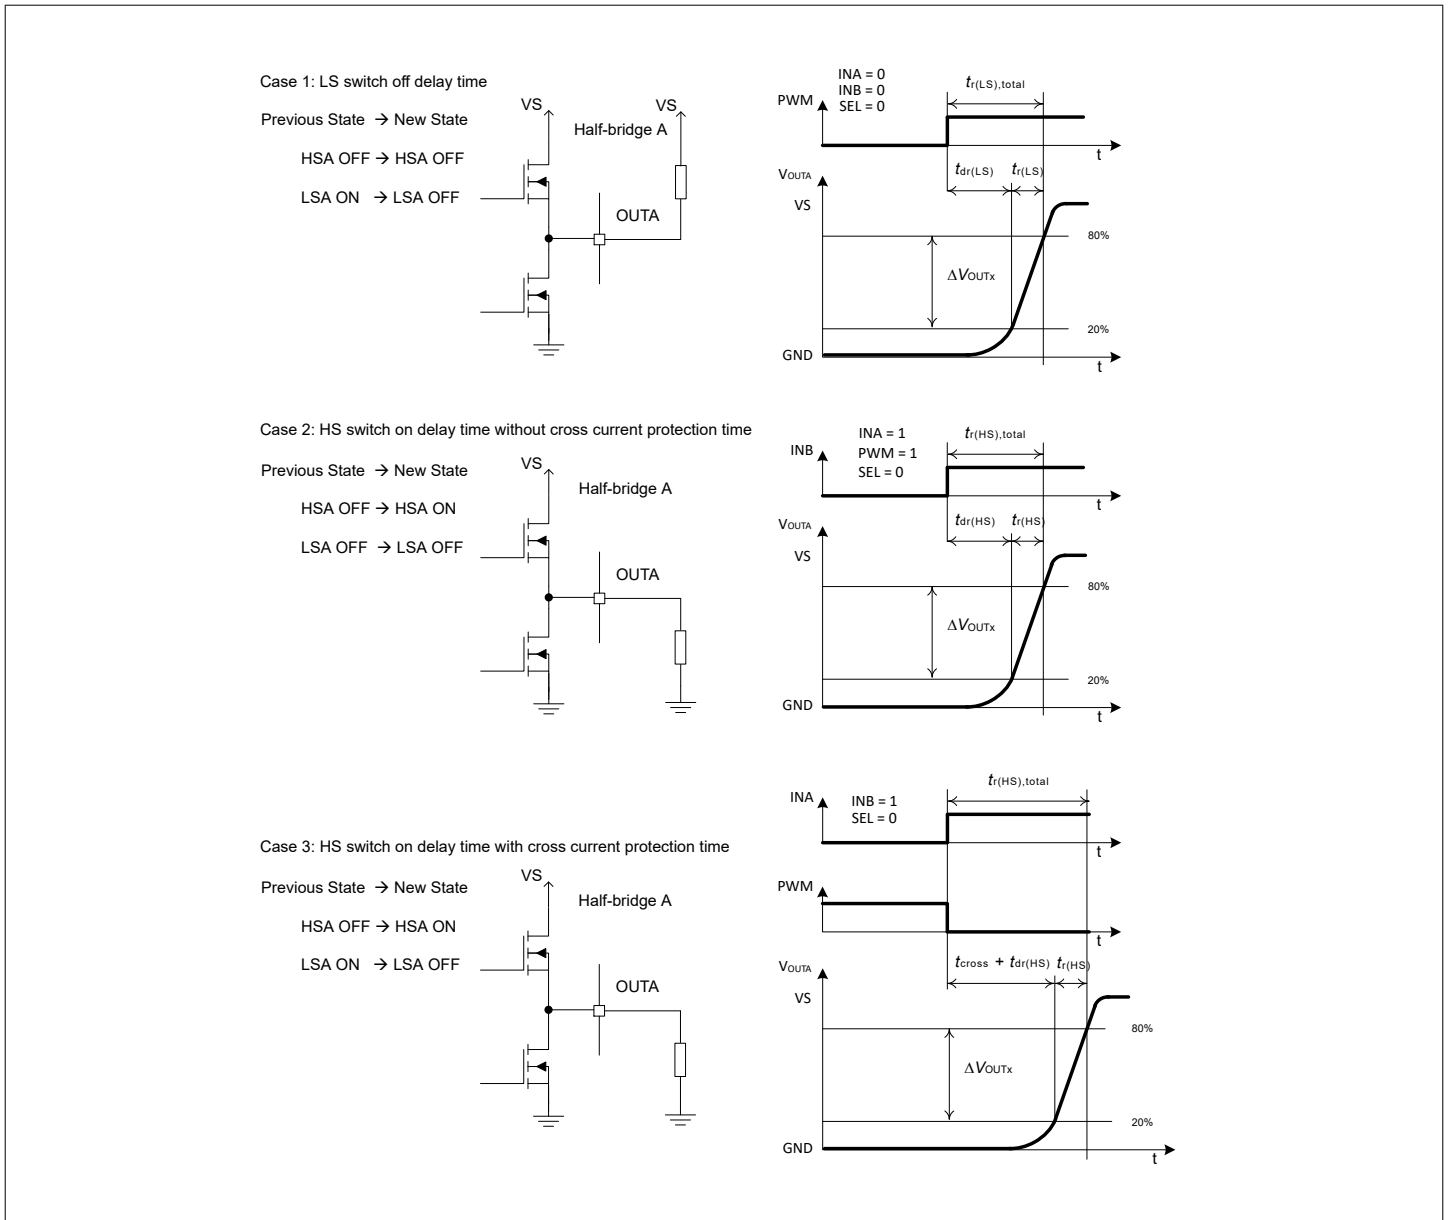 Case 1: LS switch off delay time
Previous State → New State
HSA OFF → HSA OFF
LSA ON → LSA OFF
VS
VS
Half-bridge A
OUTA
INA = 0
INB = 0
SEL = 0
tr(LS),total
PWM
t
tdr(LS)
tr(LS)
VOUTA
VS
80%
ΔVOUTx
20%
GND
t
Case 2: HS switch on delay time without cross current protection time
Previous State → New State
HSA OFF → HSA ON
LSA OFF → LSA OFF
VS
Half-bridge A
OUTA
INA = 1
PWM = 1
SEL = 0
tr(HS),total
INB
t
tdr(HS)
tr(HS)
VOUTA
VS
80%
ΔVOUTx
20%
GND
t
Case 3: HS switch on delay time with cross current protection time
Previous State → New State
HSA OFF → HSA ON
LSA ON → LSA OFF
VS
Half-bridge A
OUTA
tr(HS),total
INA
INB = 1
SEL = 0
t
PWM
t
tcross + tdr(HS)
tr(HS)
VOUTA
VS
80%
ΔVOUTx
20%
GND
t